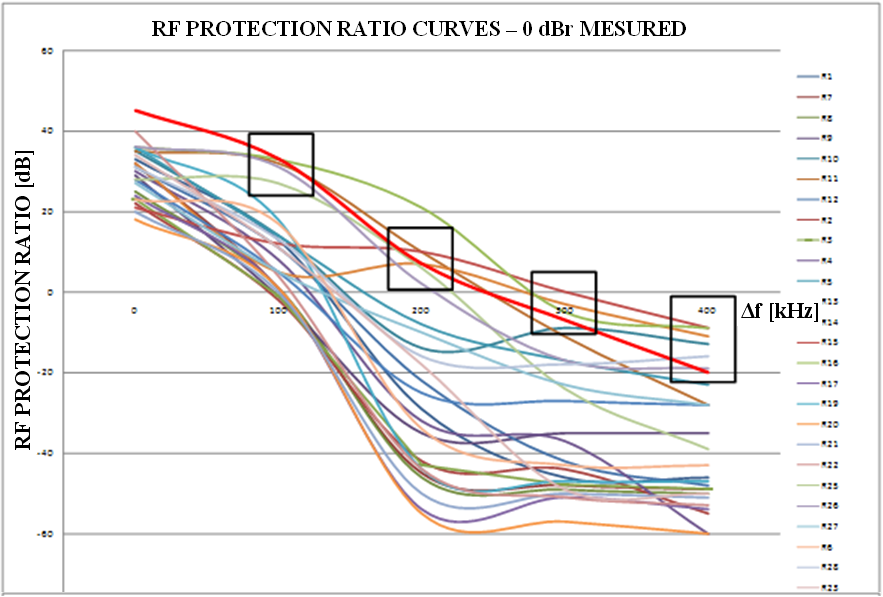 RF PROTECTION RATIO CURVES – 0 dBr MESURED
RF PROTECTION RATIO [dB]
60
40
20
0
-20
-40
-60
0
100
200
300
400
Δf [kHz]
R1
R7
R8
R9
R10
R11
R12
R2
R3
R4
R5
R13
R14
R15
R16
R17
R19
R20
R21
R22
R25
R26
R27
R6
R28
R23